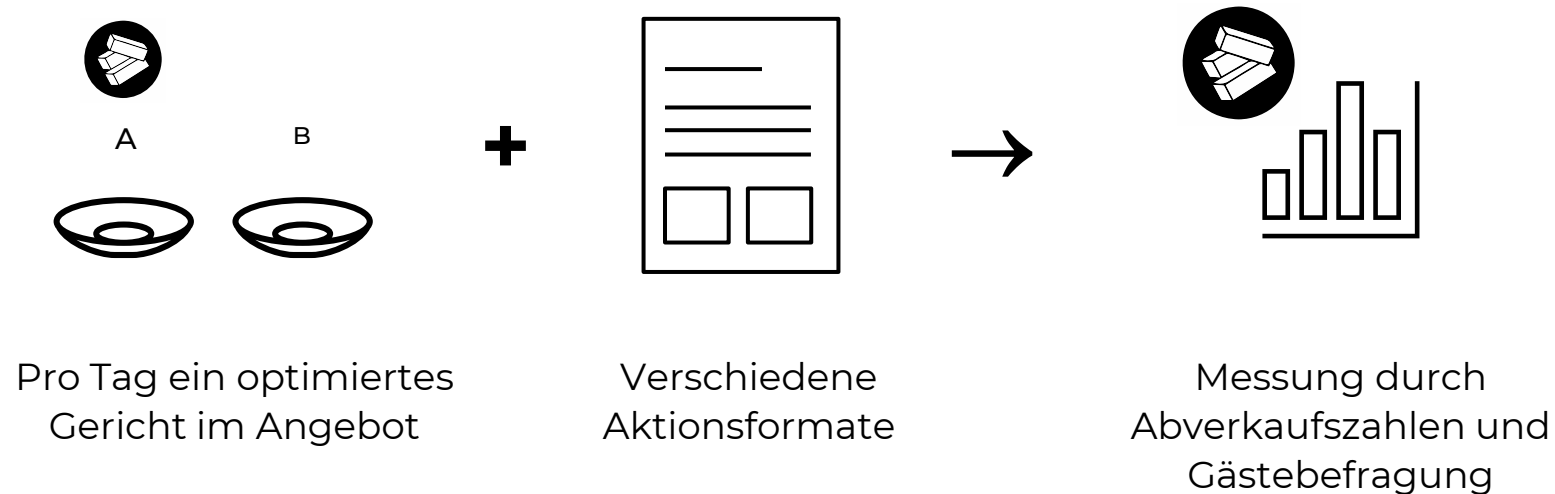 A
B
Pro Tag ein optimiertes
Gericht im Angebot
Verschiedene
Aktionsformate
Messung durch
Abverkaufszahlen und
Gästebefragung